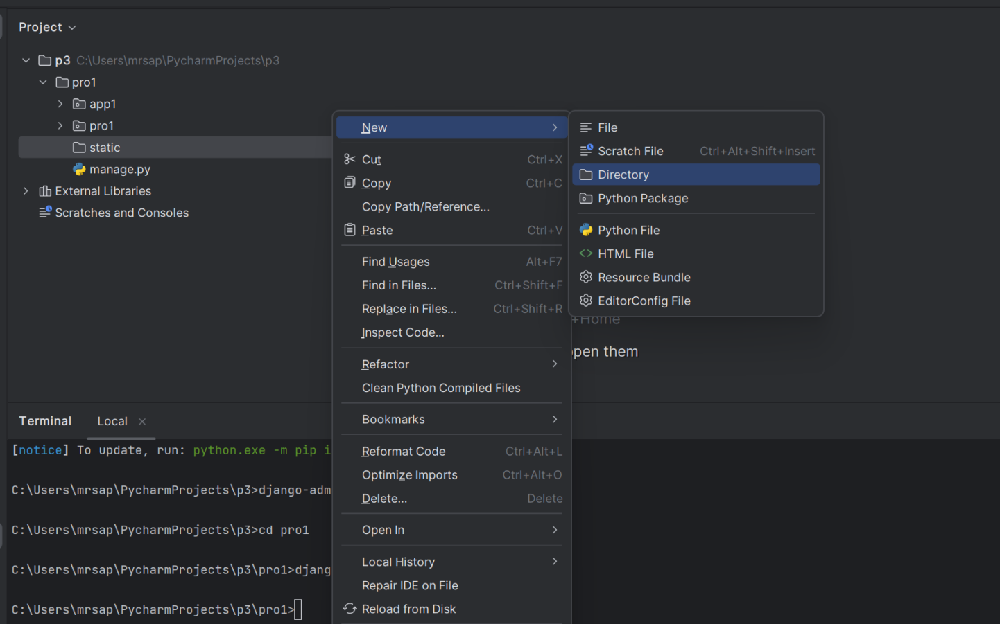 Project
p3 C:\Users\mrsap\PycharmProjects\p3
pro1
app1
pro1
static
manage.py
External Libraries
Scratches and Consoles
New
Cut Ctrl+X
Copy Ctrl+C
Copy Path/Reference...
Paste Ctrl+V
Find Usages Alt+F7
Find in Files... Ctrl+Shift+F
Replace in Files... Ctrl+Shift+R
Inspect Code...
Refactor
Clean Python Compiled Files
Bookmarks
Reformat Code Ctrl+Alt+L
Optimize Imports Ctrl+Alt+O
Delete... Delete
Open In
Local History
Repair IDE on File
Reload from Disk
File
Scratch File Ctrl+Alt+Shift+Insert
Directory
Python Package
Python File
HTML File
Resource Bundle
EditorConfig File
+Home
pen them
Terminal Local
[notice] To update, run: python.exe -m pip i
C:\Users\mrsap\PycharmProjects\p3>django-adm
C:\Users\mrsap\PycharmProjects\p3>cd pro1
C:\Users\mrsap\PycharmProjects\p3\pro1>djang
C:\Users\mrsap\PycharmProjects\p3\pro1>